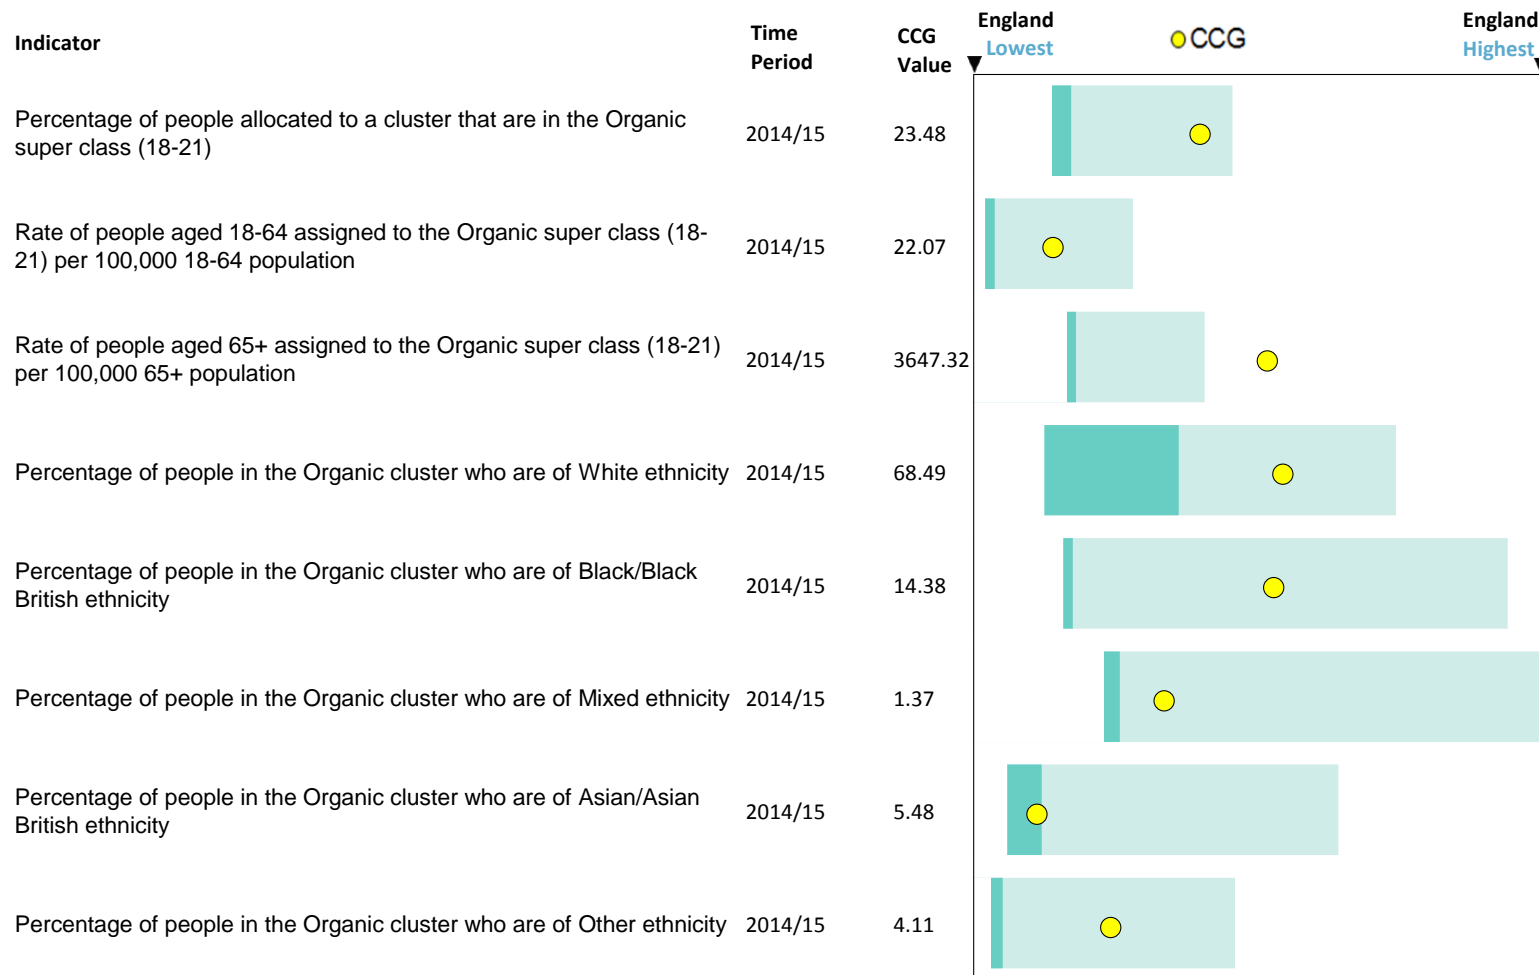 Indicator
Time Period
CCG Value
England Lowest
CCG
England Highest
Percentage of people allocated to a cluster that are in the Organic
super class (18-21)
2014/15
23.48
Rate of people aged 18-64 assigned to the Organic super class (18-
21) per 100,000 18-64 population
2014/15
22.07
Rate of people aged 65+ assigned to the Organic super class (18-21)
per 100,000 65+ population
2014/15
3647.32
Percentage of people in the Organic cluster who are of White ethnicity
2014/15
68.49
Percentage of people in the Organic cluster who are of Black/Black
British ethnicity
2014/15
14.38
Percentage of people in the Organic cluster who are of Mixed ethnicity
2014/15
1.37
Percentage of people in the Organic cluster who are of Asian/Asian
British ethnicity
2014/15
5.48
Percentage of people in the Organic cluster who are of Other ethnicity
2014/15
4.11